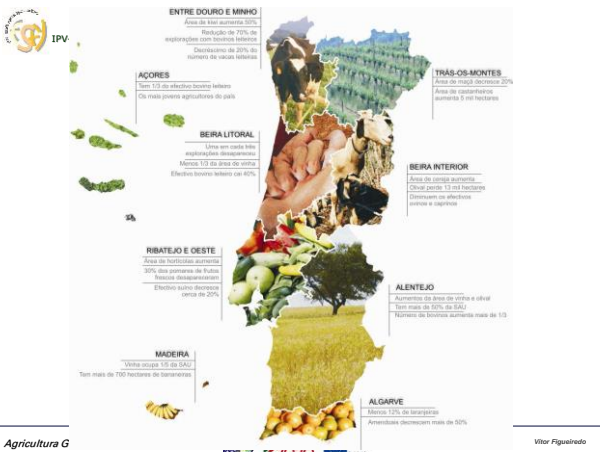 IPV-
ENTRE DOURO E MINHO
Área de kiwi aumenta 50%
Redução de 70% de
explorações com bovinos leiteiros
Decréscimo de 20% do
número de vacas leiteiras
TRÁS-OS-MONTES
Área de maçã decresce 20%
Área de castanheiros
aumenta 5 mil hectares
AÇORES
Tem 1/3 do efectivo bovino leiteiro
Os mais jovens agricultores do país
BEIRA LITORAL
Uma em cada três
explorações desapareceu
Menos 1/3 da área de vinha
Efectivo bovino leiteiro cai 40%
BEIRA INTERIOR
Área de cereja aumenta
Olival perde 13 mil hectares
Diminuem os efectivos
ovinos e caprinos
RIBATEJO E OESTE
Área de hortícolas aumenta
30% dos pomares de frutos
frescos desapareceram
Efectivo suíno decresce
cerca de 20%
ALENTEJO
Aumentos da área de vinha e olival
Tem mais de 50% da SAU
Número de bovinos aumenta mais de 1/3
MADEIRA
Vinha ocupa 1/5 da SAU
Tem mais de 700 hectares de bananeiras
ALGARVE
Menos 12% de laranjeiras
Amendoais decrescem mais de 50%
Agricultura G
Vitor Figueiredo